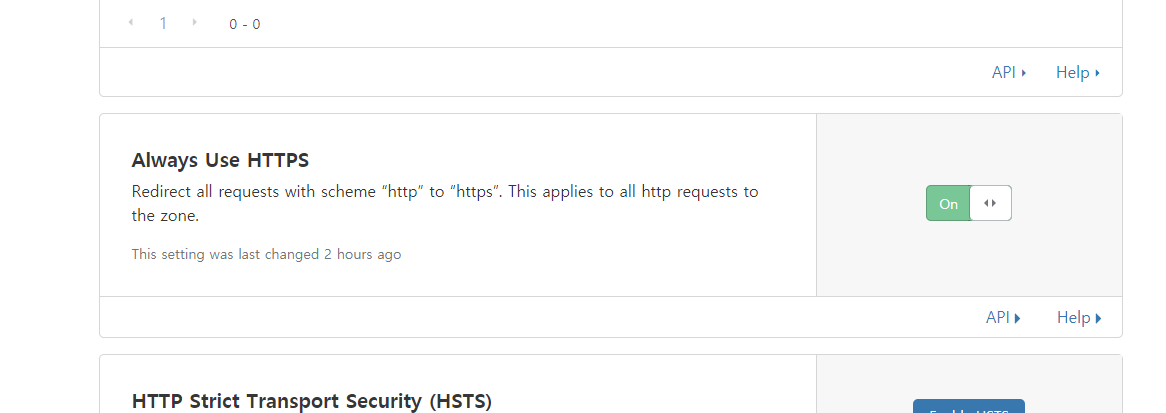 1 0 - 0
API Help
Always Use HTTPS
Redirect all requests with scheme “http” to “https”. This applies to all http requests to
the zone.
On
This setting was last changed 2 hours ago
API Help
HTTP Strict Transport Security (HSTS)
Enable HSTS